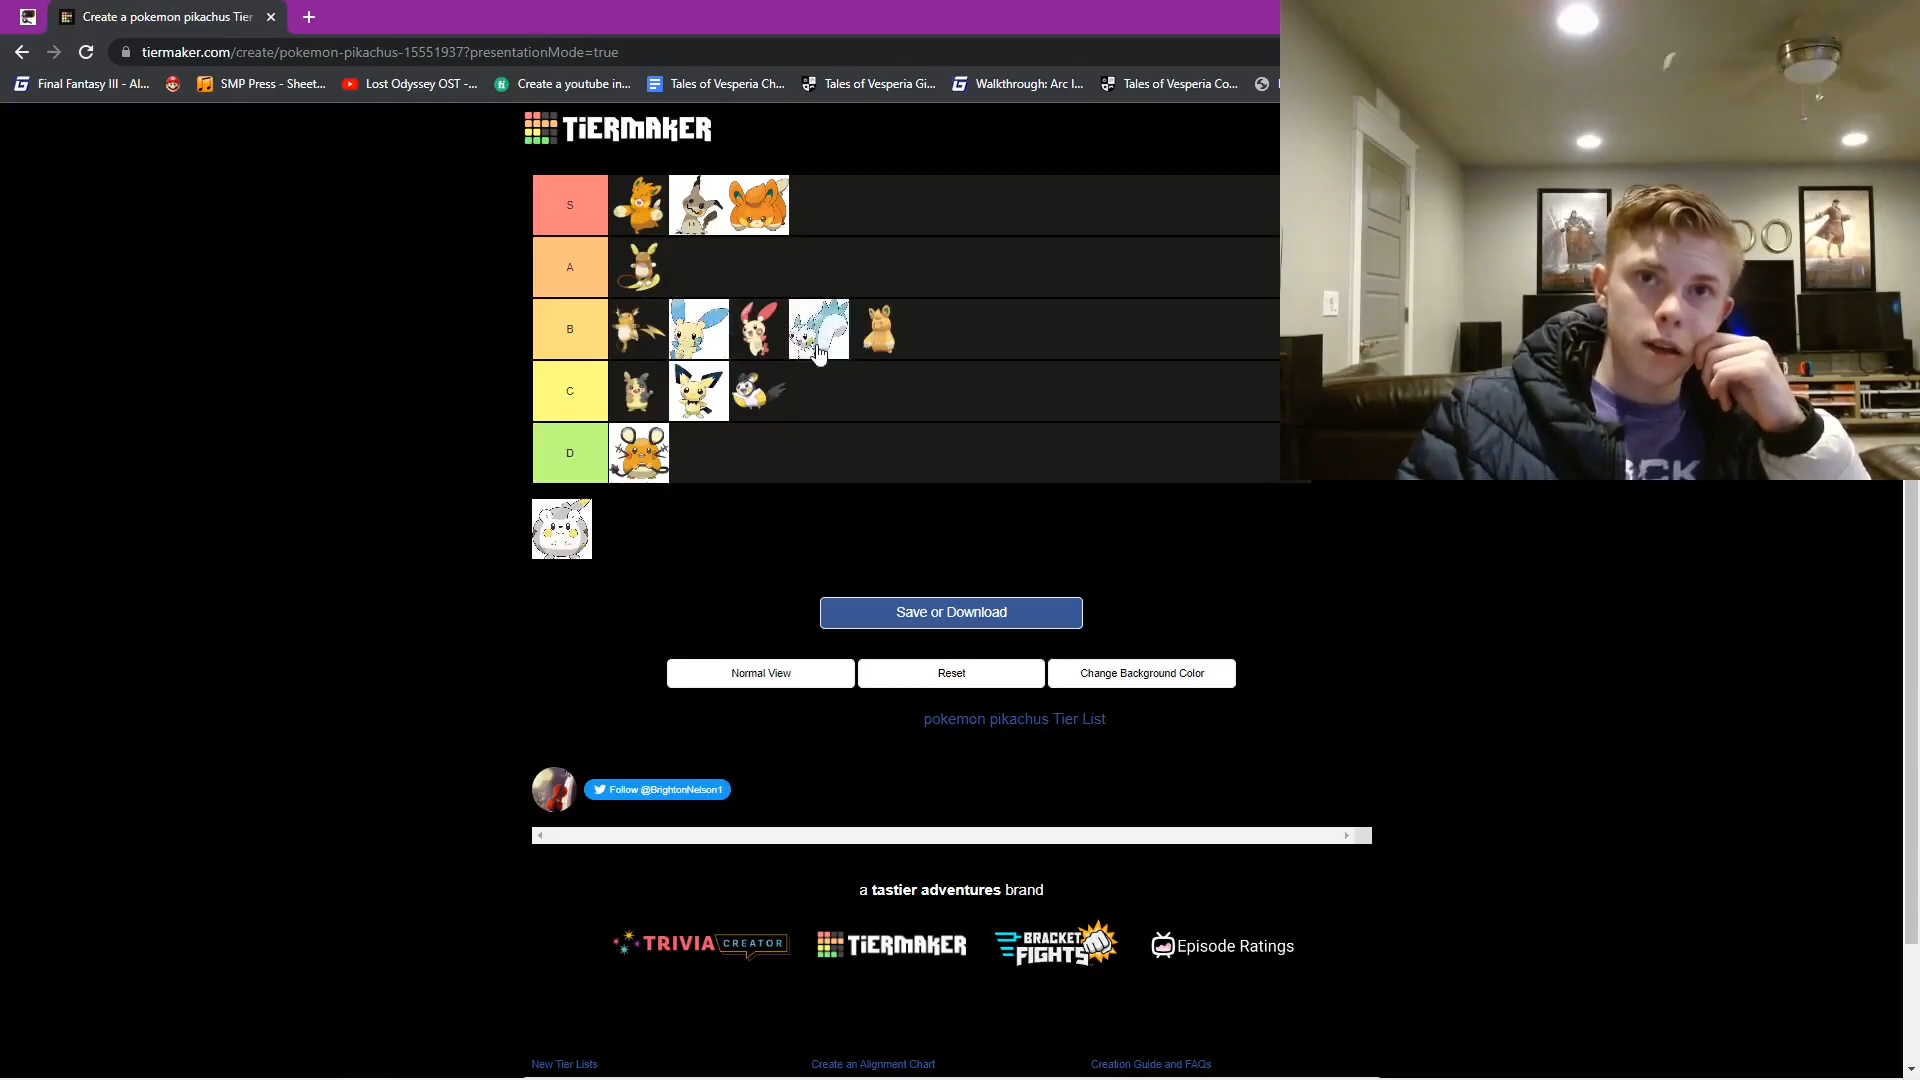 Create a pokemon pikachus Tier
tiermaker.com/create/pokemon-pikachus-15551937?presentationMode=true
Final Fantasy III - Al...
SMP Press - Sheet...
Lost Odyssey OST -...
Create a youtube in...
Tales of Vesperia Ch...
Tales of Vesperia Gi...
Walkthrough: Arc I...
Tales of Vesperia Co...
TiERMAKER
S
A
B
C
D
Save or Download
Normal View
Reset
Change Background Color
pokemon pikachus Tier List
Follow @BrightonNelson1
a tastier adventures brand
TRIVIA CREATOR
TiERMAKER
BRACKET FIGHTS
Episode Ratings
New Tier Lists
Create an Alignment Chart
Creation Guide and FAQs